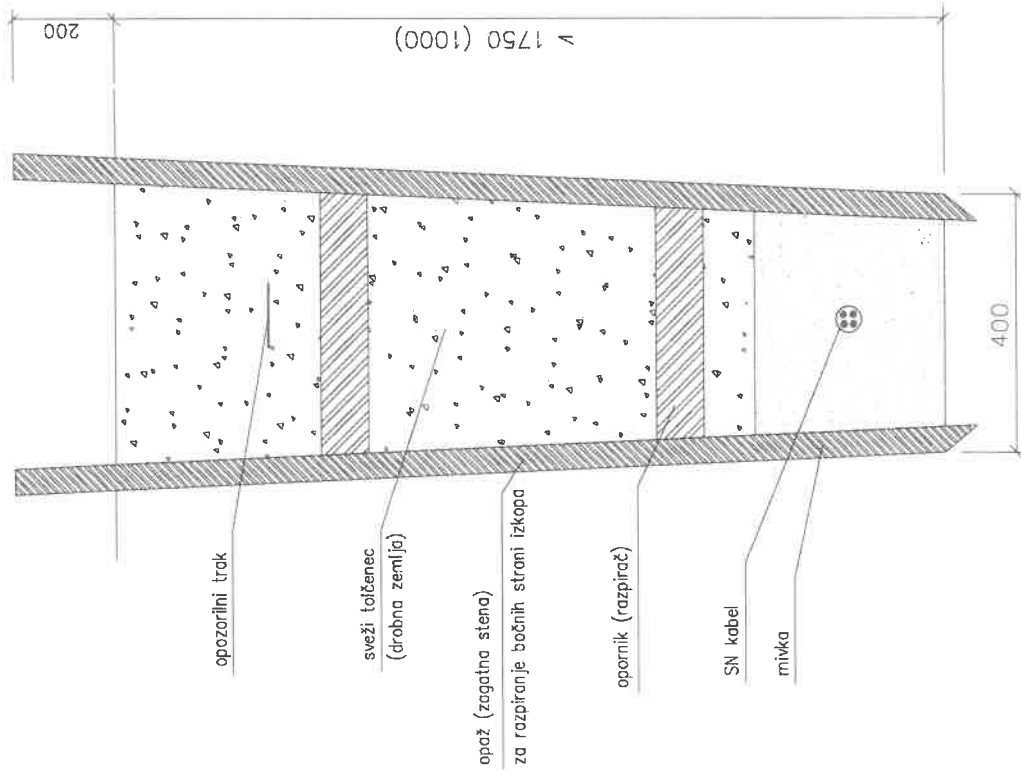 200
< 1750 (1000)
opozorilni trak
sveži tolčenec
(drobna zemlja)
opaž (zagatna stena)
za razpiranje bočnih strani izkopa
opornik (razpirač)
SN kabel
mivka
400